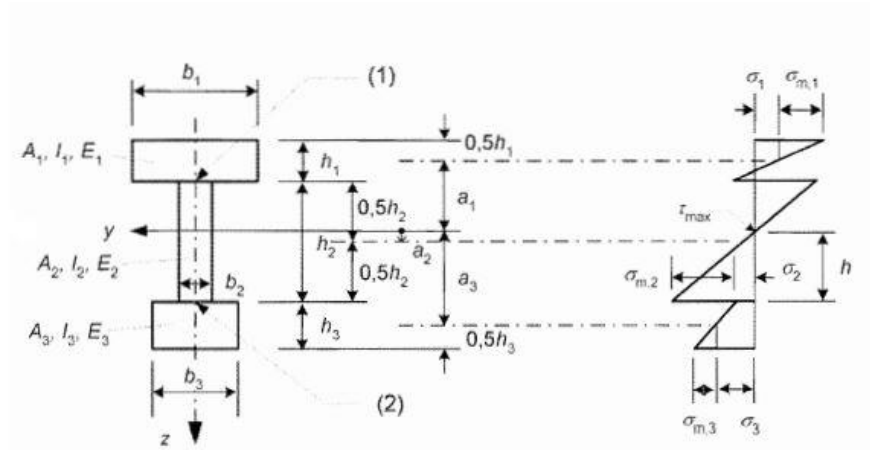 b₁
(1)
σ₁
σₘ,₁
A₁, I₁, E₁
h₁
0,5h₁
0,5h₂
a₁
y
h₂
a₂
τmax
A₂, I₂, E₂
b₂
0,5h₂
a₃
σₘ,₂
σ₂
h
A₃, I₃, E₃
h₃
0,5h₃
b₃
(2)
z
σₘ,₃
σ₃